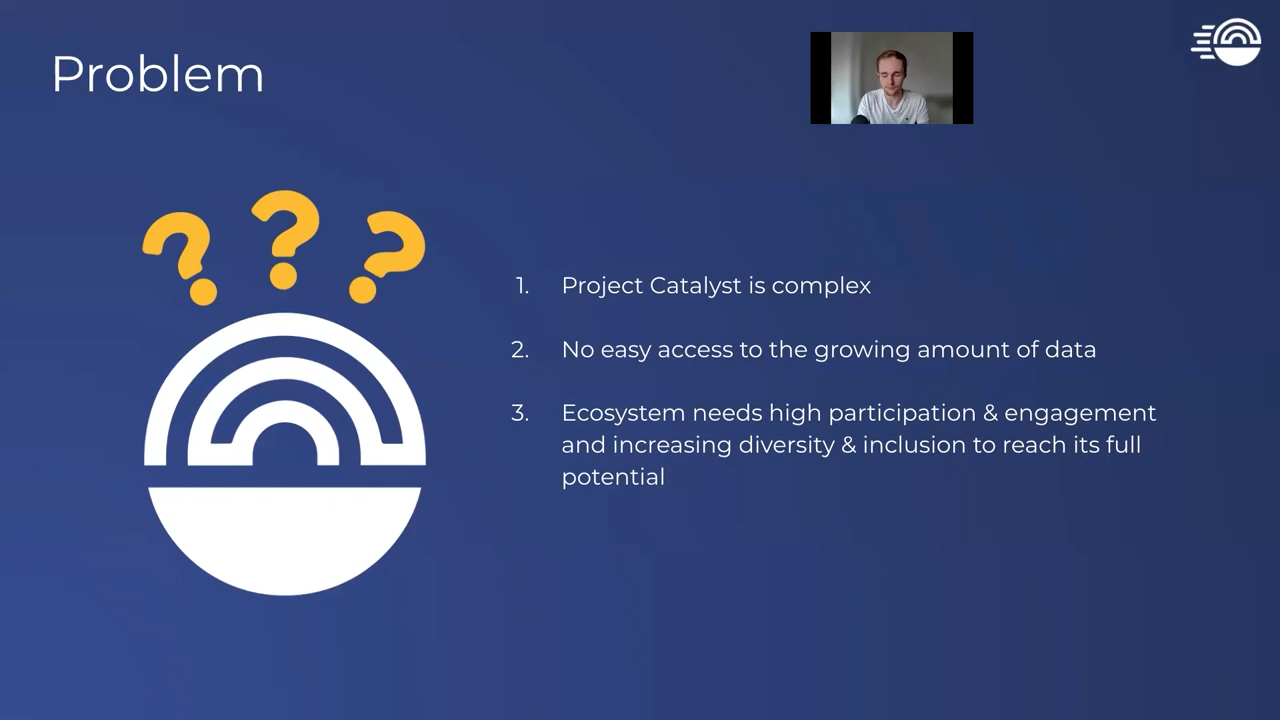 Problem
? ? ?
1. Project Catalyst is complex
2. No easy access to the growing amount of data
3. Ecosystem needs high participation & engagement
and increasing diversity & inclusion to reach its full
potential